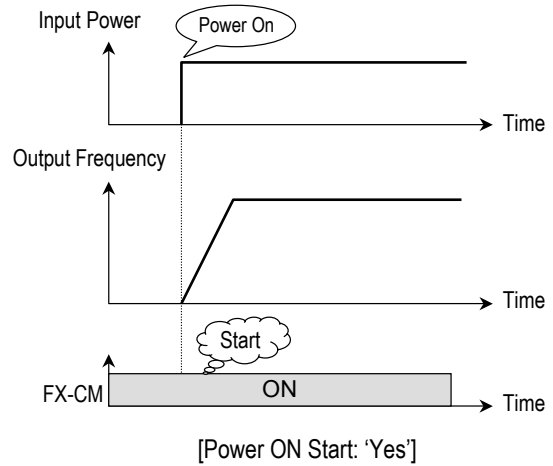 Input Power
Power On
Time
Output Frequency
Time
Start
FX-CM
ON
Time
[Power ON Start: ‘Yes’]